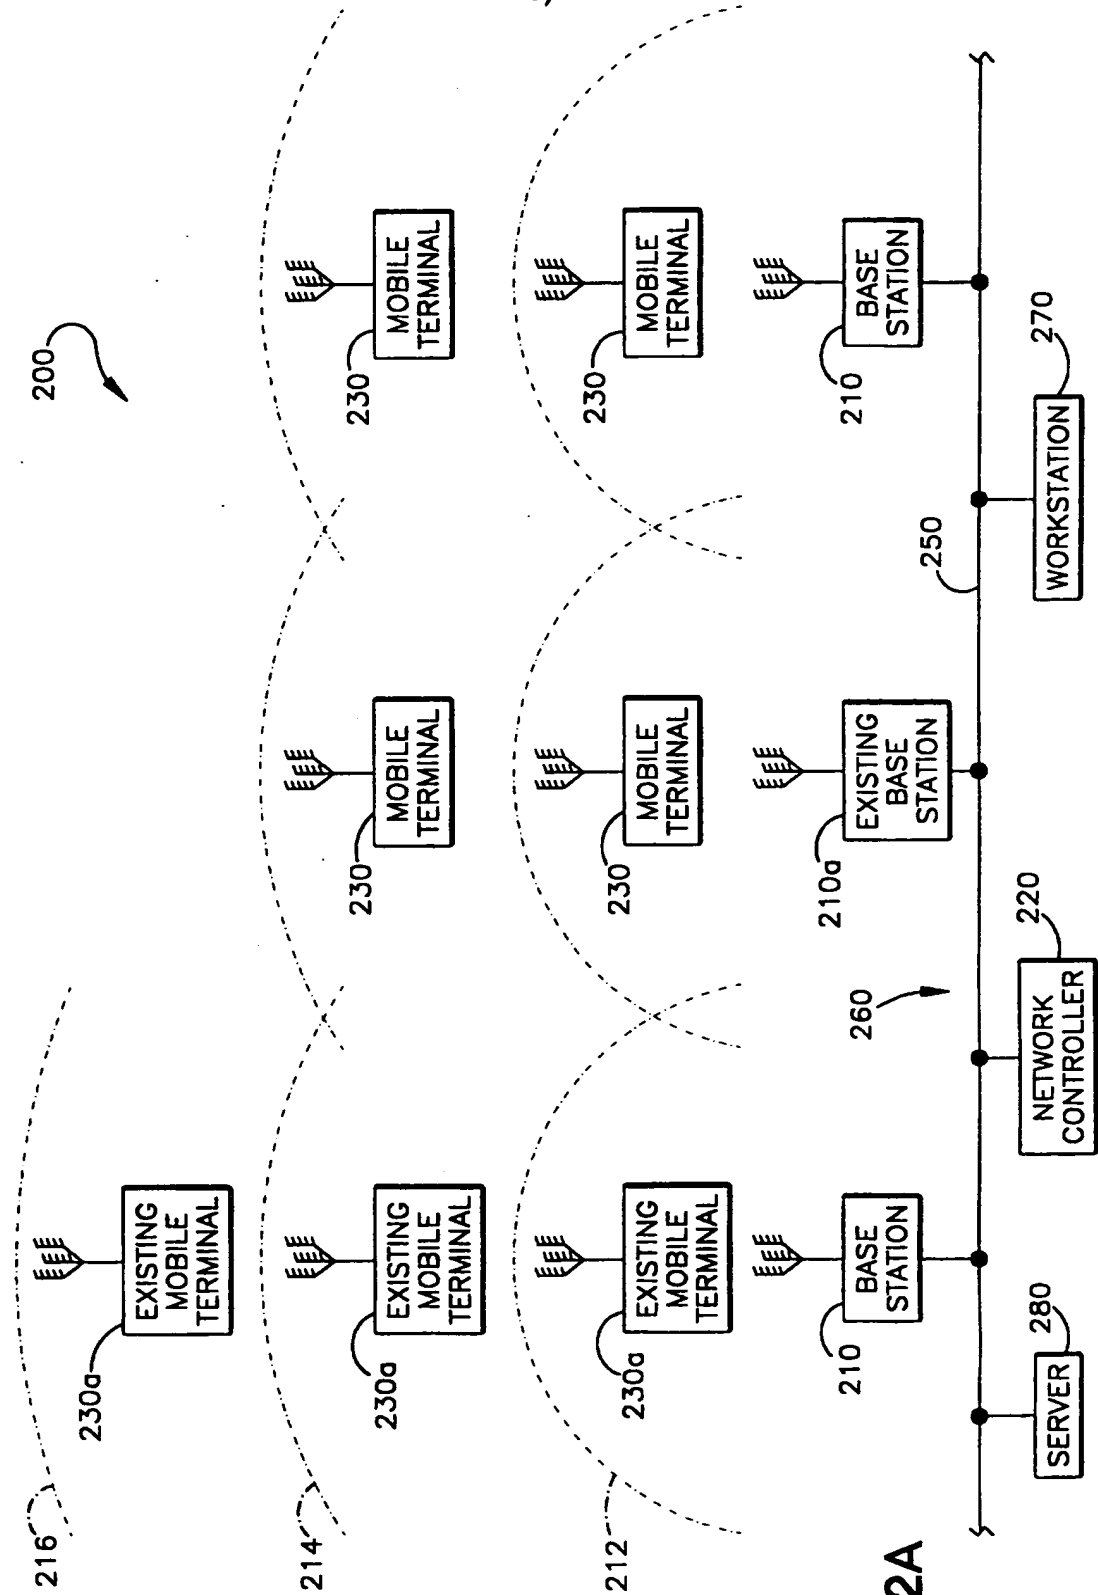 200
216
230a
EXISTING
MOBILE
TERMINAL
214
230a
EXISTING
MOBILE
TERMINAL
230
MOBILE
TERMINAL
230
MOBILE
TERMINAL
212
230a
EXISTING
MOBILE
TERMINAL
230
MOBILE
TERMINAL
230
MOBILE
TERMINAL
210
BASE
STATION
210a
EXISTING
BASE
STATION
210
BASE
STATION
260
250
280
SERVER
220
NETWORK
CONTROLLER
270
WORKSTATION
2A